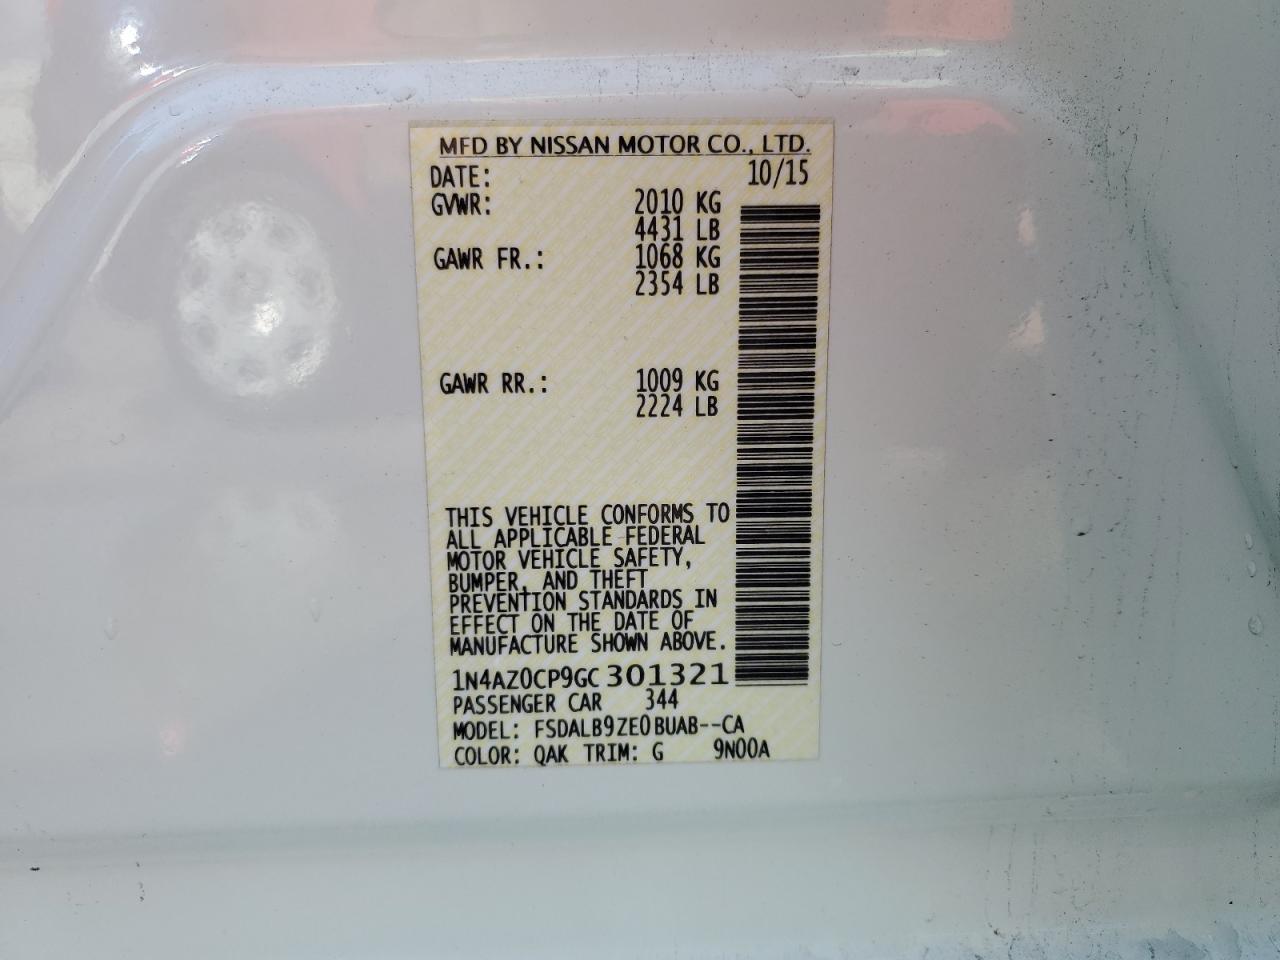 MFD BY NISSAN MOTOR CO., LTD.
DATE: 10/15
GVWR: 2010 KG
4431 LB
GAWR FR.: 1068 KG
2354 LB
GAWR RR.: 1009 KG
2224 LB
THIS VEHICLE CONFORMS TO
ALL APPLICABLE FEDERAL
MOTOR VEHICLE SAFETY,
BUMPER, AND THEFT
PREVENTION STANDARDS IN
EFFECT ON THE DATE OF
MANUFACTURE SHOWN ABOVE.
1N4AZ0CP9GC301321
PASSENGER CAR 344
MODEL: FSDALB9ZE0BUAB--CA
COLOR: QAK TRIM: G 9N00A